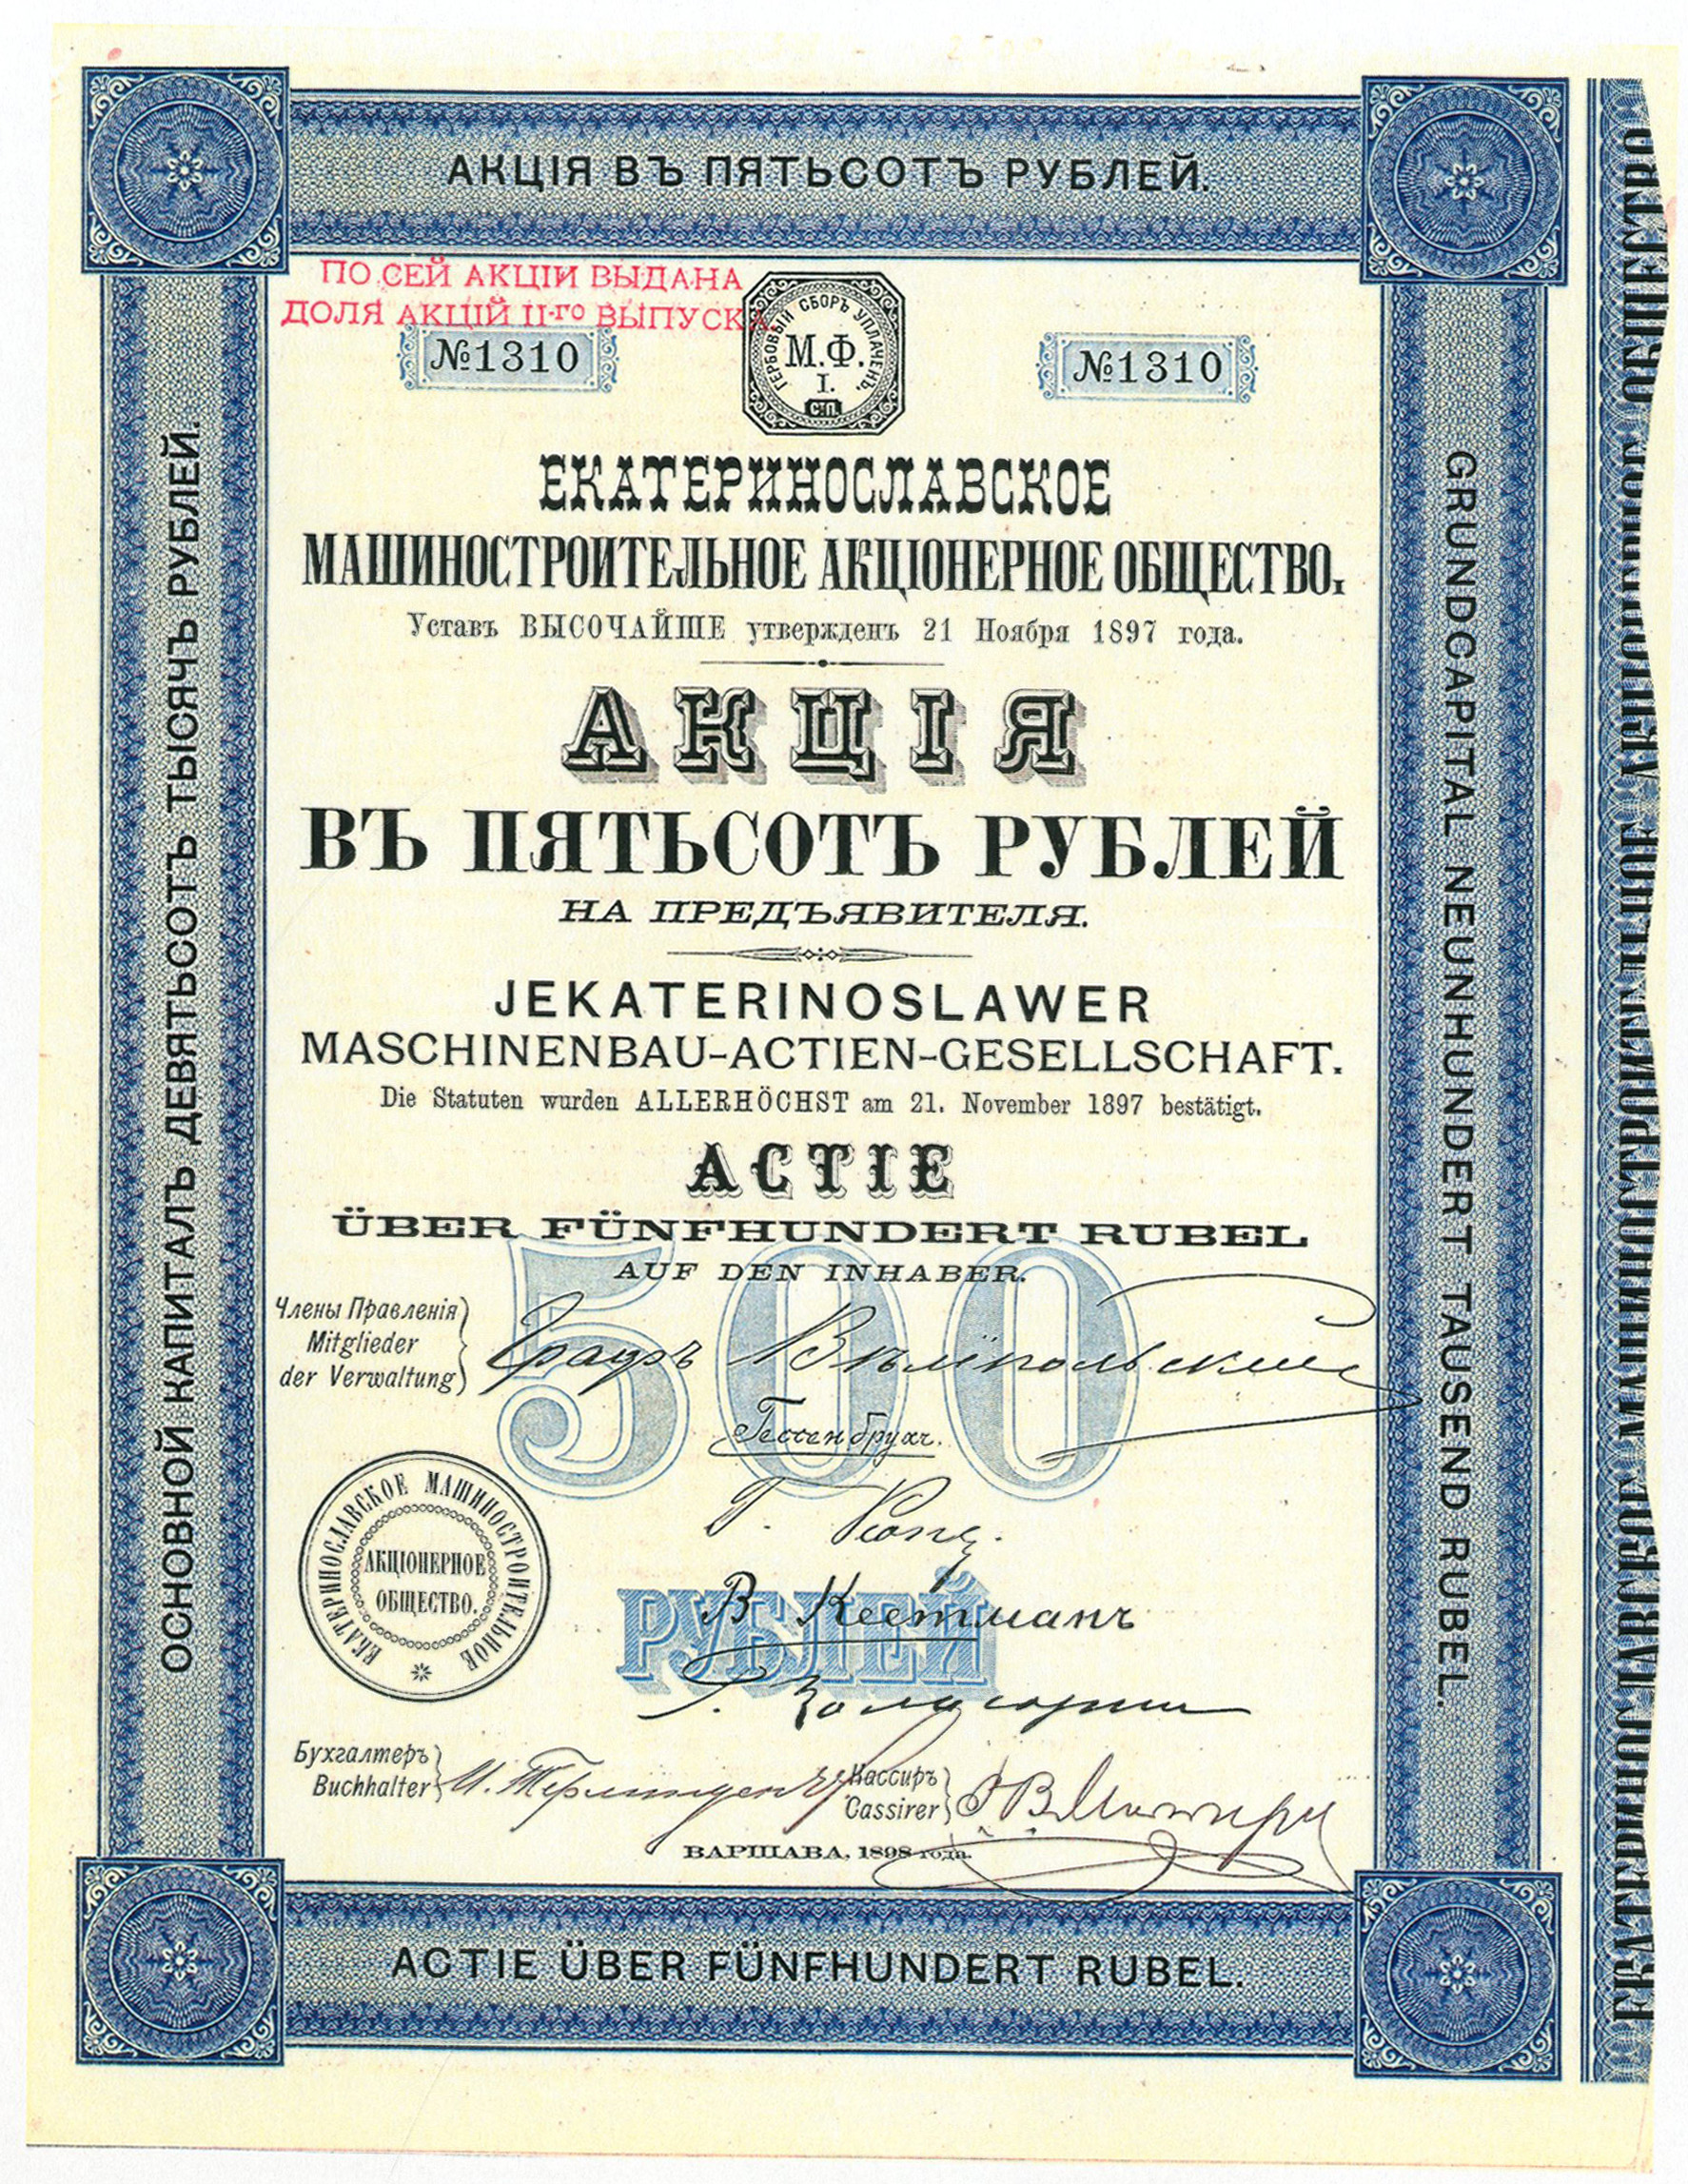 АКЦІЯ ВЪ ПЯТЬСОТЪ РУБЛЕЙ.
ПО СЕЙ АКЦІИ ВЫДАНА
ДОЛЯ АКЦІЙ II-го ВЫПУСКА.
№1310
ГЕРБОВЫЙ СБОРЪ УПЛАЧЕНЪ.
М.Ф.
I.
С.П.
№1310
ЕКАТЕРИНОСЛАВСКОЕ
МАШИНОСТРОИТЕЛЬНОЕ АКЦІОНЕРНОЕ ОБЩЕСТВО.
Уставъ ВЫСОЧАЙШЕ утвержденъ 21 Ноября 1897 года.
АКЦІЯ
ВЪ ПЯТЬСОТЪ РУБЛЕЙ
НА ПРЕДЪЯВИТЕЛЯ.
JEKATERINOSLAWER
MASCHINENBAU-ACTIEN-GESELLSCHAFT.
Die Statuten wurden ALLERHÖCHST am 21. November 1897 bestätigt.
ACTIE
ÜBER FÜNFHUNDERT RUBEL
AUF DEN INHABER.
500
Члены Правленія
Mitglieder
der Verwaltung
Графъ
Гессенбрухъ.
Г.
В Кеетманъ
РУБЛЕЙ
ЕКАТЕРИНОСЛАВСКОЕ МАШИНОСТРОИТЕЛЬНОЕ
АКЦІОНЕРНОЕ
ОБЩЕСТВО.
Бухгалтеръ
Buchhalter
Кассиръ
Cassirer
ВАРШАВА, 1898 года.
ACTIE ÜBER FÜNFHUNDERT RUBEL.
ОСНОВНОЙ КАПИТАЛЪ ДЕВЯТЬСОТЪ ТЫСЯЧЪ РУБЛЕЙ.
GRUNDCAPITAL NEUNHUNDERT TAUSEND RUBEL.
ЕКАТЕРИНОСЛАВСКОЕ МАШИНОСТРОИТЕЛЬНОЕ АКЦІОНЕРНОЕ ОБЩЕСТВО